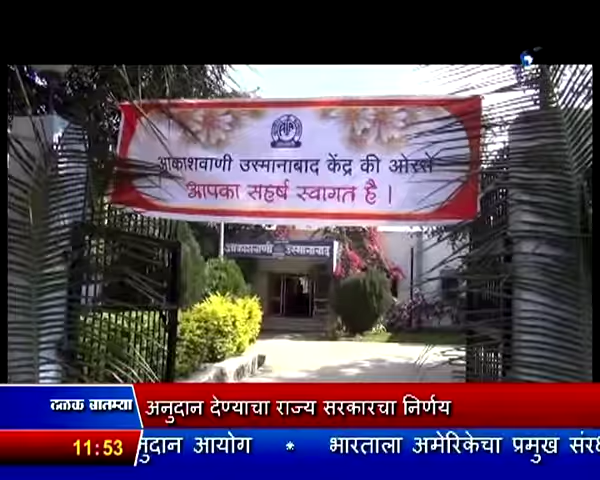 आकाशवाणी उस्मानाबाद केंद्र की ओरसे
आपका सहर्ष स्वागत है ।
आकाशवाणी उस्मानाबाद
ठळक बातम्या
अनुदान देण्याचा राज्य सरकारचा निर्णय
11:53
नुदान आयोग * भारताला अमेरिकेचा प्रमुख संरक्ष